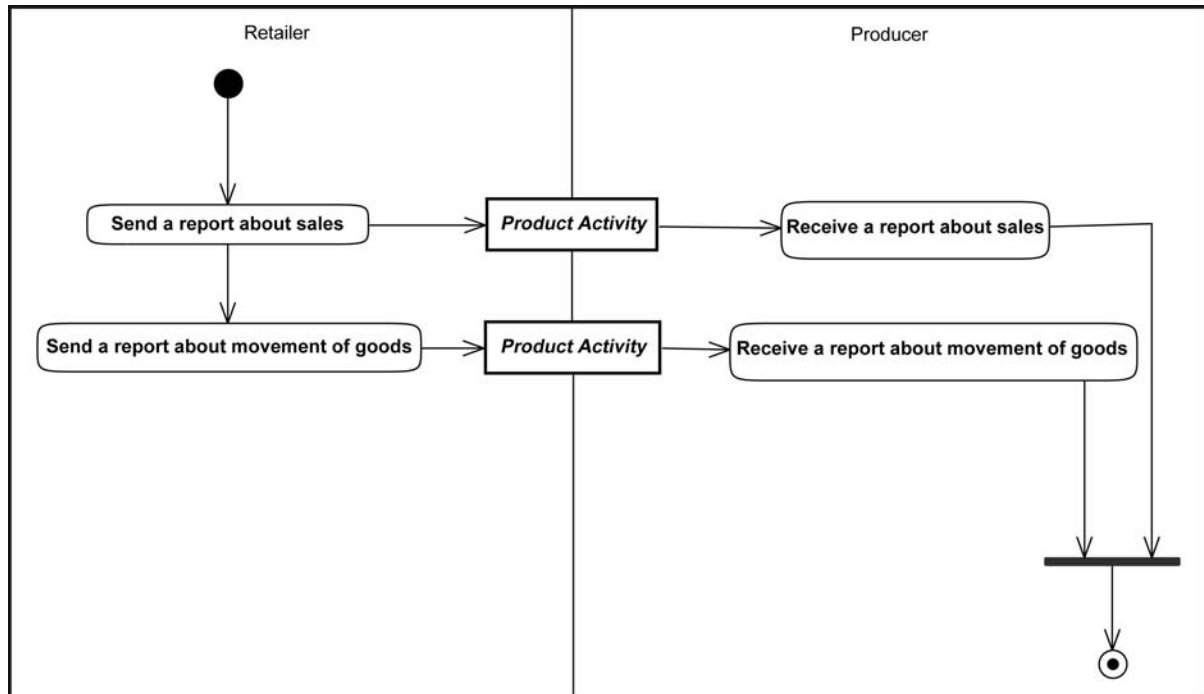 Retailer
Producer
Send a report about sales
Product Activity
Receive a report about sales
Send a report about movement of goods
Product Activity
Receive a report about movement of goods